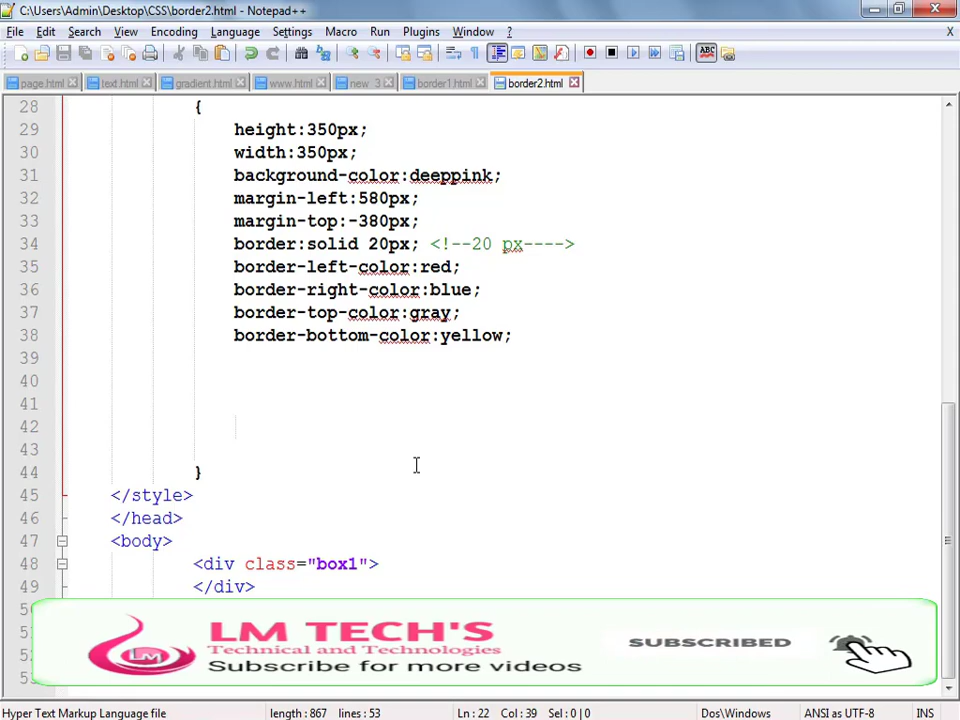 C:\Users\Admin\Desktop\CSS\border2.html - Notepad++
File Edit Search View Encoding Language Settings Macro Run Plugins Window ? X
page.html text.html gradient.html www.html new 3 border1.html border2.html
28 {
29 height:350px;
30 width:350px;
31 background-color:deeppink;
32 margin-left:580px;
33 margin-top:-380px;
34 border:solid 20px; <!--20 px---->
35 border-left-color:red;
36 border-right-color:blue;
37 border-top-color:gray;
38 border-bottom-color:yellow;
39
40
41
42
43
44 }
45 </style>
46 </head>
47 <body>
48 <div class="box1">
49 </div>
LM
LM TECH'S
Technical and Technologies
Subscribe for more videos
SUBSCRIBED
Hyper Text Markup Language file length : 867 lines : 53 Ln : 22 Col : 39 Sel : 0 | 0 Dos\Windows ANSI as UTF-8 INS